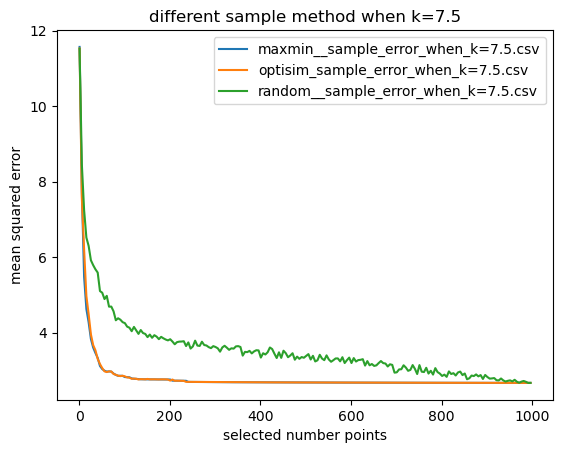 different sample method when k=7.5
maxmin__sample_error_when_k=7.5.csv
optisim_sample_error_when_k=7.5.csv
random__sample_error_when_k=7.5.csv
mean squared error
12
10
8
6
4
0 200 400 600 800 1000
selected number points